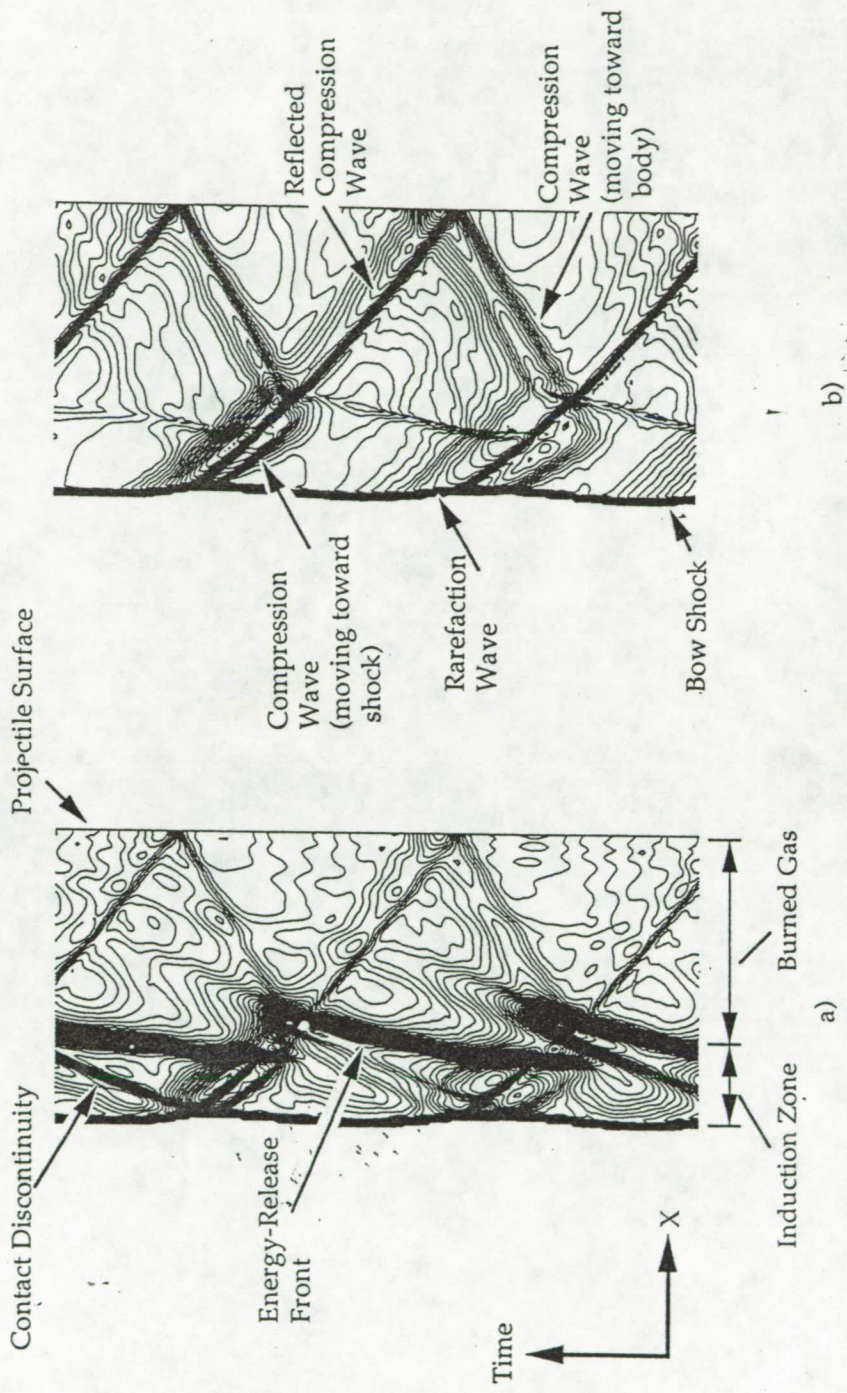 Contact Discontinuity
Projectile Surface
Energy-Release
Front
Time
X
Induction Zone
Burned Gas
a)
Compression
Wave
(moving toward
shock)
Rarefaction
Wave
Bow Shock
Reflected
Compression
Wave
Compression
Wave
(moving toward
body)
b)